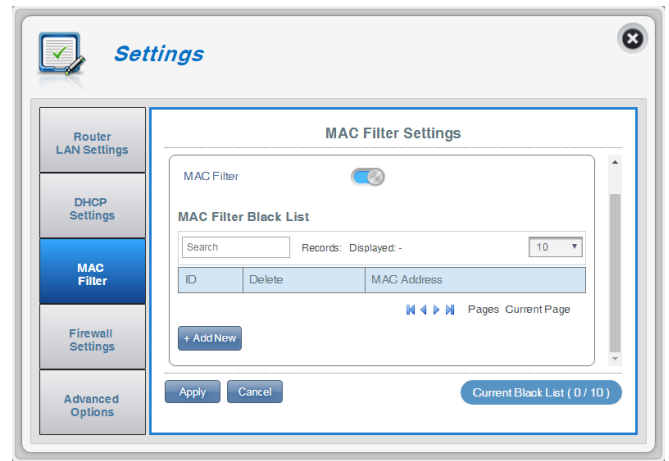 Settings
Router
LAN Settings
DHCP
Settings
MAC
Filter
Firewall
Settings
Advanced
Options
MAC Filter Settings
MAC Filter
MAC Filter Black List
Search Records: Displayed: - 10
ID Delete MAC Address
Pages Current Page
+ Add New
Apply Cancel Current Black List ( 0 / 10 )